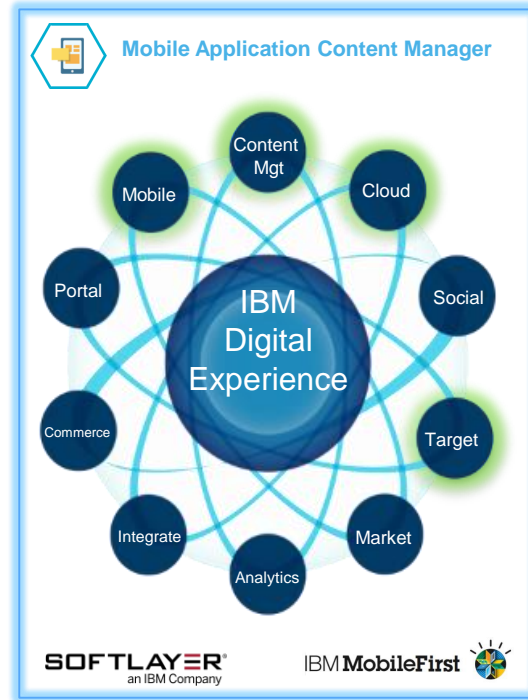 Mobile Application Content Manager
Content
Mgt
Mobile
Cloud
Portal
Social
IBM
Digital
Experience
Commerce
Target
Integrate
Market
Analytics
SOFTLAYER®
an IBM Company
IBM MobileFirst